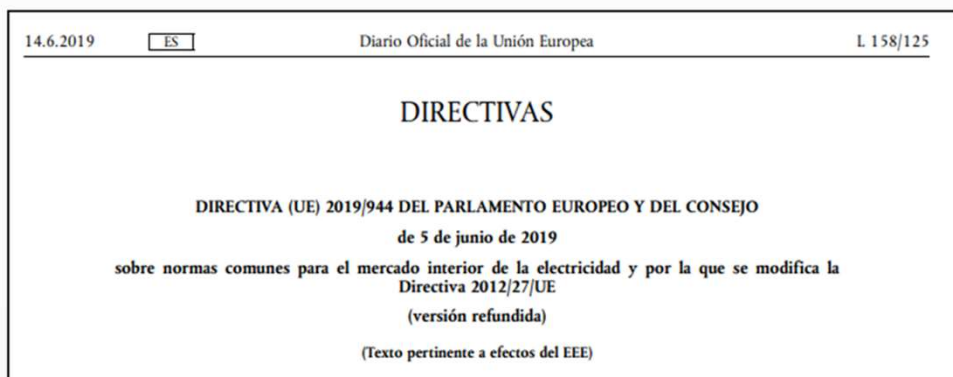 14.6.2019 ES Diario Oficial de la Unión Europea L 158/125
DIRECTIVAS
DIRECTIVA (UE) 2019/944 DEL PARLAMENTO EUROPEO Y DEL CONSEJO
de 5 de junio de 2019
sobre normas comunes para el mercado interior de la electricidad y por la que se modifica la
Directiva 2012/27/UE
(versión refundida)
(Texto pertinente a efectos del EEE)